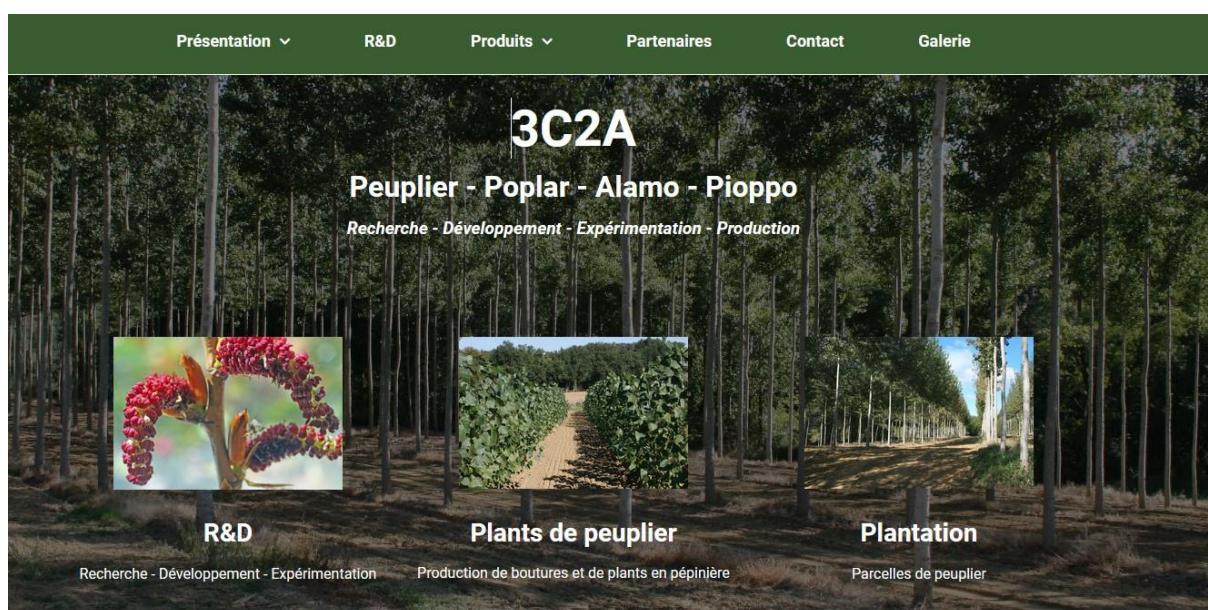 Présentation R&D Produits Partenaires Contact Galerie
3C2A
Peuplier - Poplar - Alamo - Pioppo
Recherche - Développement - Expérimentation - Production
R&D Plants de peuplier Plantation
Recherche - Développement - Expérimentation Production de boutures et de plants en pépinière Parcelles de peuplier